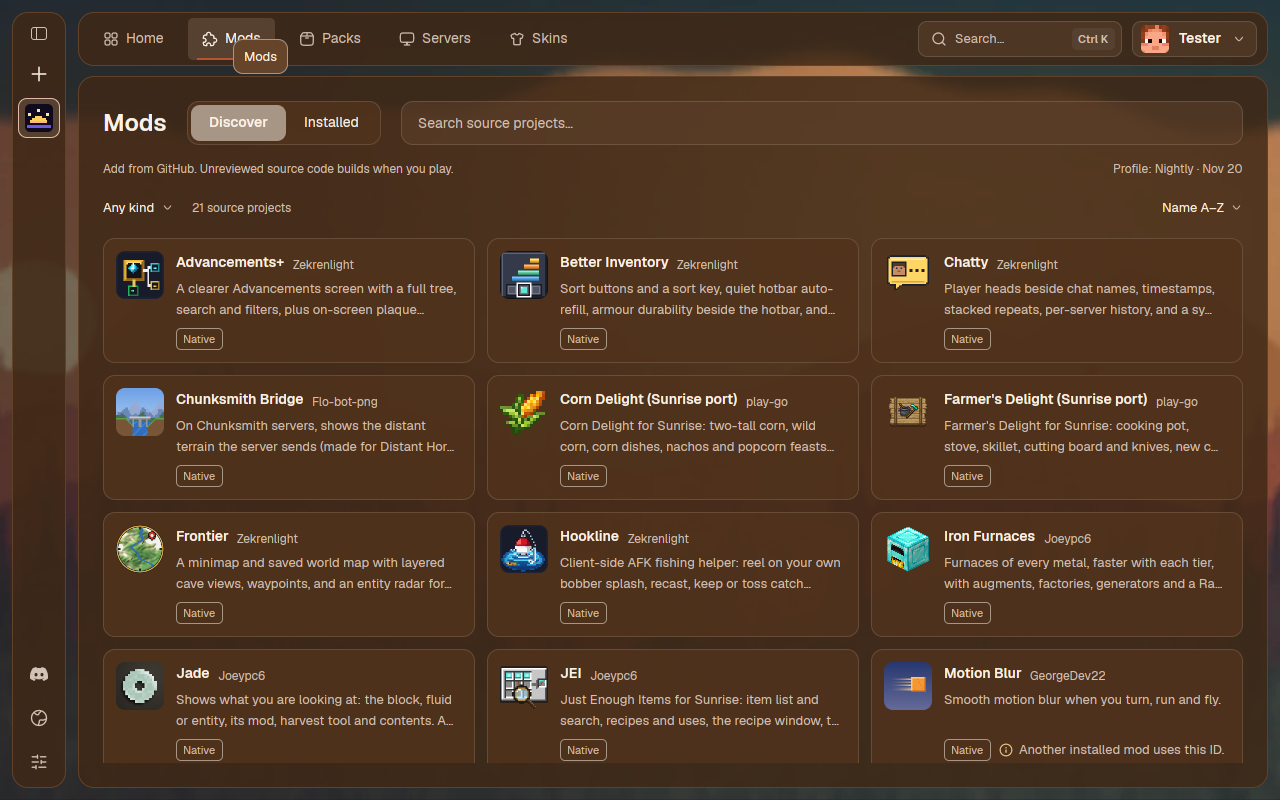 Home
Mods
Packs
Servers
Skins
Search...
Ctrl K
Tester
Mods
Mods
Discover
Installed
Search source projects...
Add from GitHub. Unreviewed source code builds when you play.
Profile: Nightly · Nov 20
Any kind
21 source projects
Name A–Z
Advancements+ Zekrenlight
A clearer Advancements screen with a full tree,
search and filters, plus on-screen plaque...
Native
Better Inventory Zekrenlight
Sort buttons and a sort key, quiet hotbar auto-
refill, armour durability beside the hotbar, and...
Native
Chatty Zekrenlight
Player heads beside chat names, timestamps,
stacked repeats, per-server history, and a sy...
Native
Chunksmith Bridge Flo-bot-png
On Chunksmith servers, shows the distant
terrain the server sends (made for Distant Hor...
Native
Corn Delight (Sunrise port) play-go
Corn Delight for Sunrise: two-tall corn, wild
corn, corn dishes, nachos and popcorn feasts...
Native
Farmer's Delight (Sunrise port) play-go
Farmer's Delight for Sunrise: cooking pot,
stove, skillet, cutting board and knives, new c...
Native
Frontier Zekrenlight
A minimap and saved world map with layered
cave views, waypoints, and an entity radar for...
Native
Hookline Zekrenlight
Client-side AFK fishing helper: reel on your own
bobber splash, recast, keep or toss catch...
Native
Iron Furnaces Joeypc6
Furnaces of every metal, faster with each tier,
with augments, factories, generators and a Ra...
Native
Jade Joeypc6
Shows what you are looking at: the block, fluid
or entity, its mod, harvest tool and contents. A...
Native
JEI Joeypc6
Just Enough Items for Sunrise: item list and
search, recipes and uses, the recipe window, t...
Native
Motion Blur GeorgeDev22
Smooth motion blur when you turn, run and fly.
Native
Another installed mod uses this ID.